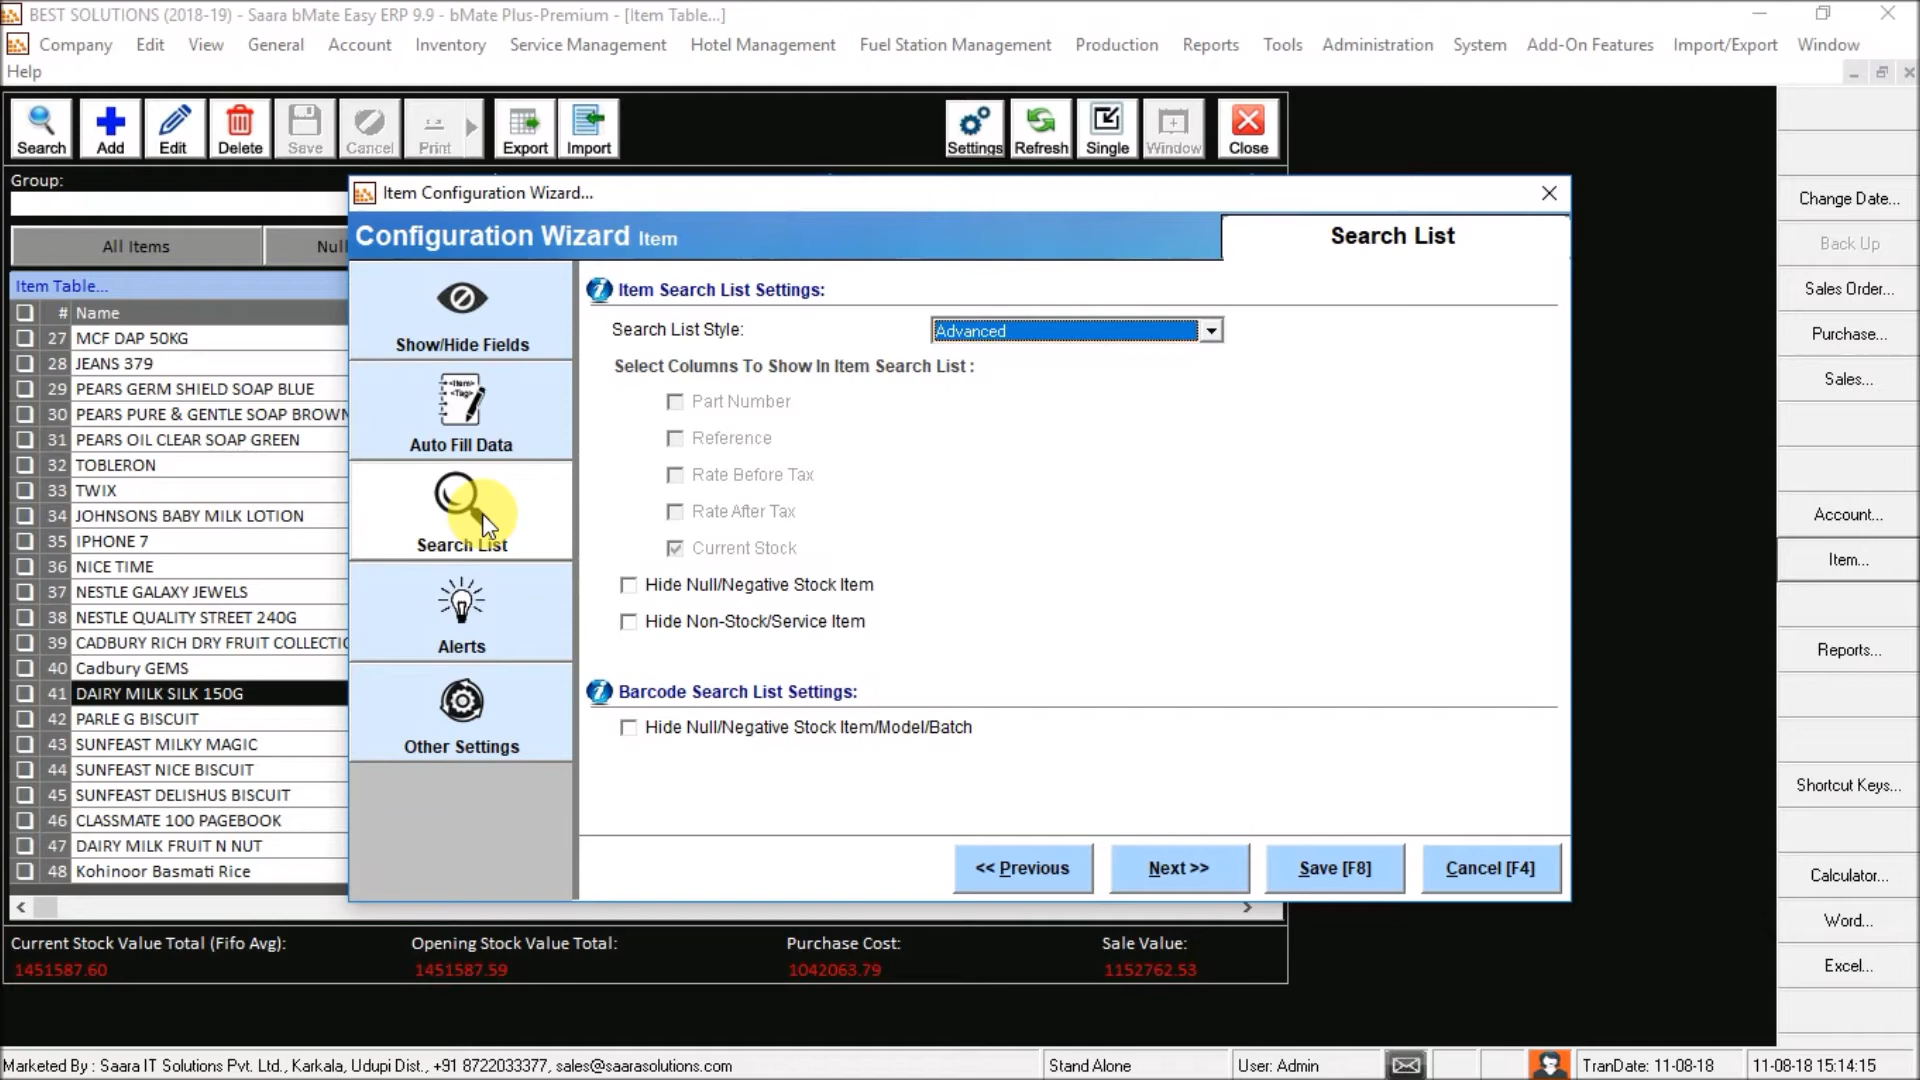 BEST SOLUTIONS (2018-19) - Saara bMate Easy ERP 9.9 - bMate Plus-Premium - [Item Table...]
Company Edit View General Account Inventory Service Management Hotel Management Fuel Station Management Production Reports Tools Administration System Add-On Features Import/Export Window
Help
Search Add Edit Delete Save Cancel Print Export Import Settings Refresh Single Window Close
Group:
All Items Null
Item Table...
# Name
27 MCF DAP 50KG
28 JEANS 379
29 PEARS GERM SHIELD SOAP BLUE
30 PEARS PURE & GENTLE SOAP BROWN
31 PEARS OIL CLEAR SOAP GREEN
32 TOBLERON
33 TWIX
34 JOHNSONS BABY MILK LOTION
35 IPHONE 7
36 NICE TIME
37 NESTLE GALAXY JEWELS
38 NESTLE QUALITY STREET 240G
39 CADBURY RICH DRY FRUIT COLLECTIO
40 Cadbury GEMS
41 DAIRY MILK SILK 150G
42 PARLE G BISCUIT
43 SUNFEAST MILKY MAGIC
44 SUNFEAST NICE BISCUIT
45 SUNFEAST DELISHUS BISCUIT
46 CLASSMATE 100 PAGEBOOK
47 DAIRY MILK FRUIT N NUT
48 Kohinoor Basmati Rice
Item Configuration Wizard...
Configuration Wizard Item
Search List
Show/Hide Fields
<Item>
<Tag>
Auto Fill Data
Search List
Alerts
Other Settings
Item Search List Settings:
Search List Style: Advanced
Select Columns To Show In Item Search List :
Part Number
Reference
Rate Before Tax
Rate After Tax
Current Stock
Hide Null/Negative Stock Item
Hide Non-Stock/Service Item
Barcode Search List Settings:
Hide Null/Negative Stock Item/Model/Batch
<< Previous Next >> Save [F8] Cancel [F4]
Current Stock Value Total (Fifo Avg): Opening Stock Value Total: Purchase Cost: Sale Value:
1451587.60 1451587.59 1042063.79 1152762.53
Change Date...
Back Up
Sales Order...
Purchase...
Sales...
Account...
Item...
Reports...
Shortcut Keys...
Calculator...
Word...
Excel...
Marketed By : Saara IT Solutions Pvt. Ltd., Karkala, Udupi Dist., +91 8722033377, sales@saarasolutions.com Stand Alone User: Admin TranDate: 11-08-18 11-08-18 15:14:15